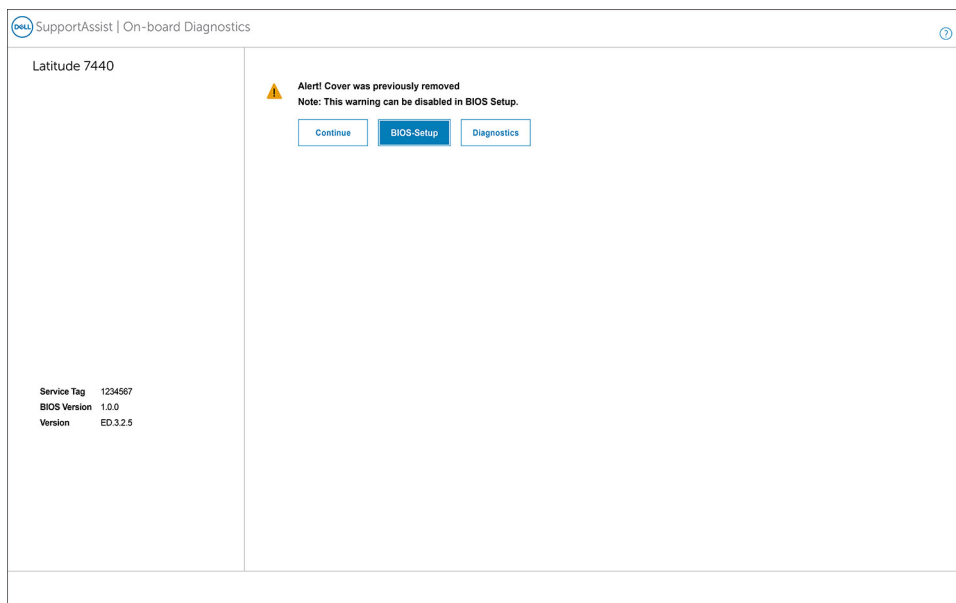 DELL SupportAssist | On-board Diagnostics
?
Latitude 7440
Alert! Cover was previously removed
Note: This warning can be disabled in BIOS Setup.
Continue BIOS-Setup Diagnostics
Service Tag 1234567
BIOS Version 1.0.0
Version ED.3.2.5